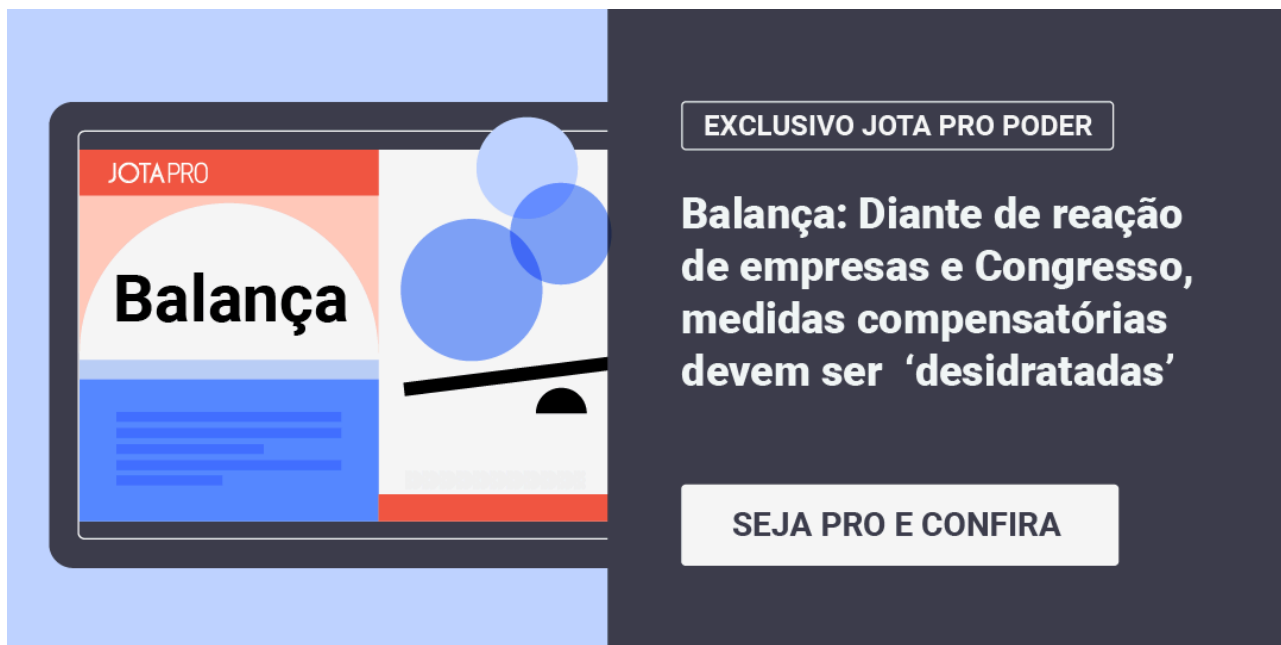 JOTAPRO
Balança
EXCLUSIVO JOTA PRO PODER
Balança: Diante de reação
de empresas e Congresso,
medidas compensatórias
devem ser ‘desidratadas’
SEJA PRO E CONFIRA